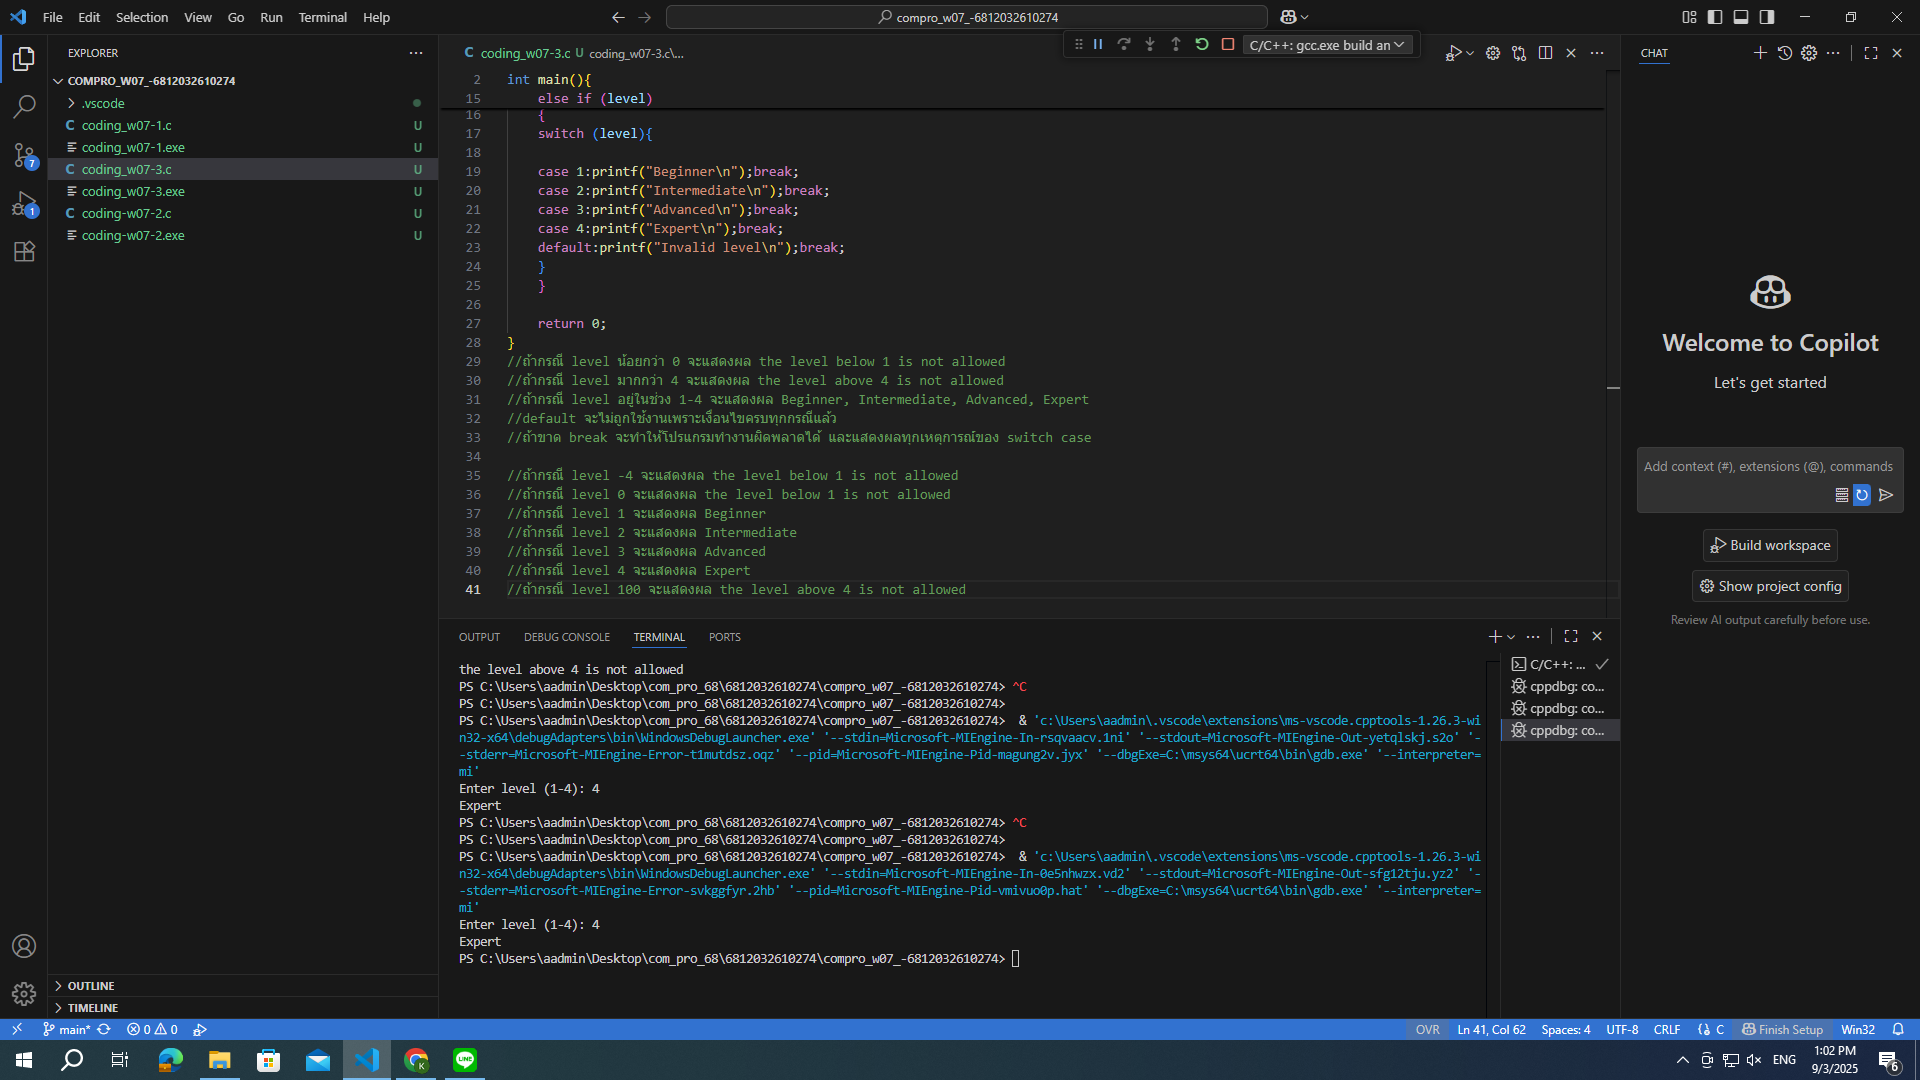 File Edit Selection View Go Run Terminal Help
compro_w07_-6812032610274
EXPLORER
COMPRO_W07_-6812032610274
.vscode
C coding_w07-1.c U
coding_w07-1.exe U
C coding_w07-3.c U
coding_w07-3.exe U
C coding-w07-2.c U
coding-w07-2.exe U
7
1
OUTLINE
TIMELINE
C coding_w07-3.c U coding_w07-3.c\...
C/C++: gcc.exe build an
2 int main(){
15 else if (level)
16 {
17 switch (level){
18
19 case 1:printf("Beginner\n");break;
20 case 2:printf("Intermediate\n");break;
21 case 3:printf("Advanced\n");break;
22 case 4:printf("Expert\n");break;
23 default:printf("Invalid level\n");break;
24 }
25 }
26
27 return 0;
28 }
29 //ถ้ากรณี level น้อยกว่า 0 จะแสดงผล the level below 1 is not allowed
30 //ถ้ากรณี level มากกว่า 4 จะแสดงผล the level above 4 is not allowed
31 //ถ้ากรณี level อยู่ในช่วง 1-4 จะแสดงผล Beginner, Intermediate, Advanced, Expert
32 //default จะไม่ถูกใช้งานเพราะเงื่อนไขครบทุกกรณีแล้ว
33 //ถ้าขาด break จะทำให้โปรแกรมทำงานผิดพลาดได้ และแสดงผลทุกเหตุการณ์ของ switch case
34
35 //ถ้ากรณี level -4 จะแสดงผล the level below 1 is not allowed
36 //ถ้ากรณี level 0 จะแสดงผล the level below 1 is not allowed
37 //ถ้ากรณี level 1 จะแสดงผล Beginner
38 //ถ้ากรณี level 2 จะแสดงผล Intermediate
39 //ถ้ากรณี level 3 จะแสดงผล Advanced
40 //ถ้ากรณี level 4 จะแสดงผล Expert
41 //ถ้ากรณี level 100 จะแสดงผล the level above 4 is not allowed
OUTPUT DEBUG CONSOLE TERMINAL PORTS
the level above 4 is not allowed
PS C:\Users\aadmin\Desktop\com_pro_68\6812032610274\compro_w07_-6812032610274> ^C
PS C:\Users\aadmin\Desktop\com_pro_68\6812032610274\compro_w07_-6812032610274>
PS C:\Users\aadmin\Desktop\com_pro_68\6812032610274\compro_w07_-6812032610274> & 'c:\Users\aadmin\.vscode\extensions\ms-vscode.cpptools-1.26.3-wi
n32-x64\debugAdapters\bin\WindowsDebugLauncher.exe' '--stdin=Microsoft-MIEngine-In-rsqvaacv.1ni' '--stdout=Microsoft-MIEngine-Out-yetqlskj.s2o' '-
-stderr=Microsoft-MIEngine-Error-t1mutdsz.oqz' '--pid=Microsoft-MIEngine-Pid-magung2v.jyx' '--dbgExe=C:\msys64\ucrt64\bin\gdb.exe' '--interpreter=
mi'
Enter level (1-4): 4
Expert
PS C:\Users\aadmin\Desktop\com_pro_68\6812032610274\compro_w07_-6812032610274> ^C
PS C:\Users\aadmin\Desktop\com_pro_68\6812032610274\compro_w07_-6812032610274>
PS C:\Users\aadmin\Desktop\com_pro_68\6812032610274\compro_w07_-6812032610274> & 'c:\Users\aadmin\.vscode\extensions\ms-vscode.cpptools-1.26.3-wi
n32-x64\debugAdapters\bin\WindowsDebugLauncher.exe' '--stdin=Microsoft-MIEngine-In-0e5nhwzx.vd2' '--stdout=Microsoft-MIEngine-Out-sfg12tju.yz2' '-
-stderr=Microsoft-MIEngine-Error-svkggfyr.2hb' '--pid=Microsoft-MIEngine-Pid-vmivuo0p.hat' '--dbgExe=C:\msys64\ucrt64\bin\gdb.exe' '--interpreter=
mi'
Enter level (1-4): 4
Expert
PS C:\Users\aadmin\Desktop\com_pro_68\6812032610274\compro_w07_-6812032610274>
C/C++: ...
cppdbg: co...
cppdbg: co...
cppdbg: co...
CHAT
Welcome to Copilot
Let's get started
Add context (#), extensions (@), commands
Build workspace
Show project config
Review AI output carefully before use.
main* 0 0
OVR Ln 41, Col 62 Spaces: 4 UTF-8 CRLF C Finish Setup Win32
K
LINE
ENG
1:02 PM
9/3/2025
6